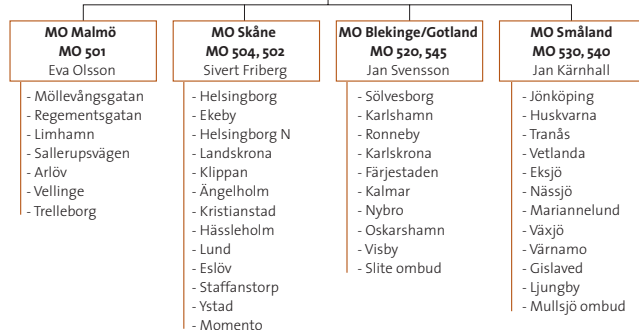 MO Malmö
MO 501
Eva Olsson
- Möllevångsgatan
- Regementsgatan
- Limhamn
- Sallerupsvägen
- Arlöv
- Vellinge
- Trelleborg
MO Skåne
MO 504, 502
Sivert Friberg
- Helsingborg
- Ekeby
- Helsingborg N
- Landskrona
- Klippan
- Ängelholm
- Kristianstad
- Hässleholm
- Lund
- Eslöv
- Staffanstorp
- Ystad
- Momento
MO Blekinge/Gotland
MO 520, 545
Jan Svensson
- Sölvesborg
- Karlshamn
- Ronneby
- Karlskrona
- Färjestaden
- Kalmar
- Nybro
- Oskarshamn
- Visby
- Slite ombud
MO Småland
MO 530, 540
Jan Kärnhall
- Jönköping
- Huskvarna
- Tranås
- Vetlanda
- Eksjö
- Nässjö
- Mariannelund
- Växjö
- Värnamo
- Gislaved
- Ljungby
- Mullsjö ombud